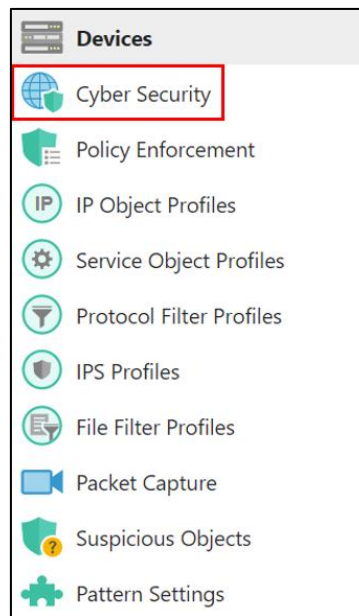 Devices
Cyber Security
Policy Enforcement
IP
IP Object Profiles
Service Object Profiles
Protocol Filter Profiles
IPS Profiles
File Filter Profiles
Packet Capture
?
Suspicious Objects
Pattern Settings